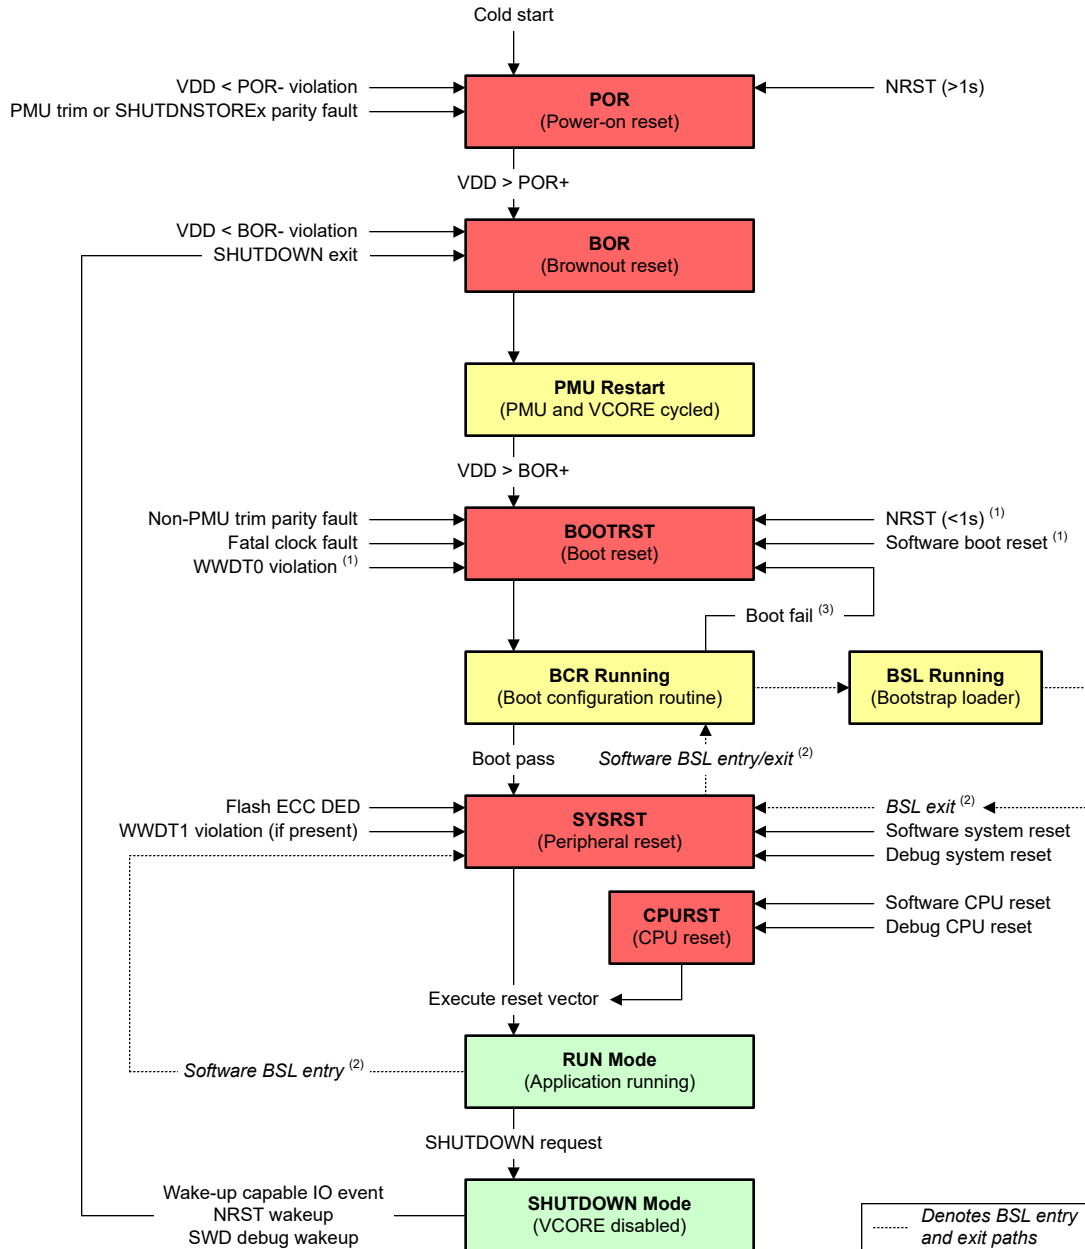 Cold start
VDD < POR- violation
PMU trim or SHUTDNSTOREx parity fault
POR
(Power-on reset)
NRST (>1s)
VDD > POR+
VDD < BOR- violation
SHUTDOWN exit
BOR
(Brownout reset)
PMU Restart
(PMU and VCORE cycled)
VDD > BOR+
Non-PMU trim parity fault
Fatal clock fault
WWDT0 violation (1)
BOOTRST
(Boot reset)
NRST (<1s) (1)
Software boot reset (1)
Boot fail (3)
BCR Running
(Boot configuration routine)
BSL Running
(Bootstrap loader)
Boot pass
Software BSL entry/exit (2)
Flash ECC DED
WWDT1 violation (if present)
SYSRST
(Peripheral reset)
BSL exit (2)
Software system reset
Debug system reset
CPURST
(CPU reset)
Software CPU reset
Debug CPU reset
Execute reset vector
RUN Mode
(Application running)
Software BSL entry (2)
SHUTDOWN request
Wake-up capable IO event
NRST wakeup
SWD debug wakeup
SHUTDOWN Mode
(VCORE disabled)
Denotes BSL entry
and exit paths